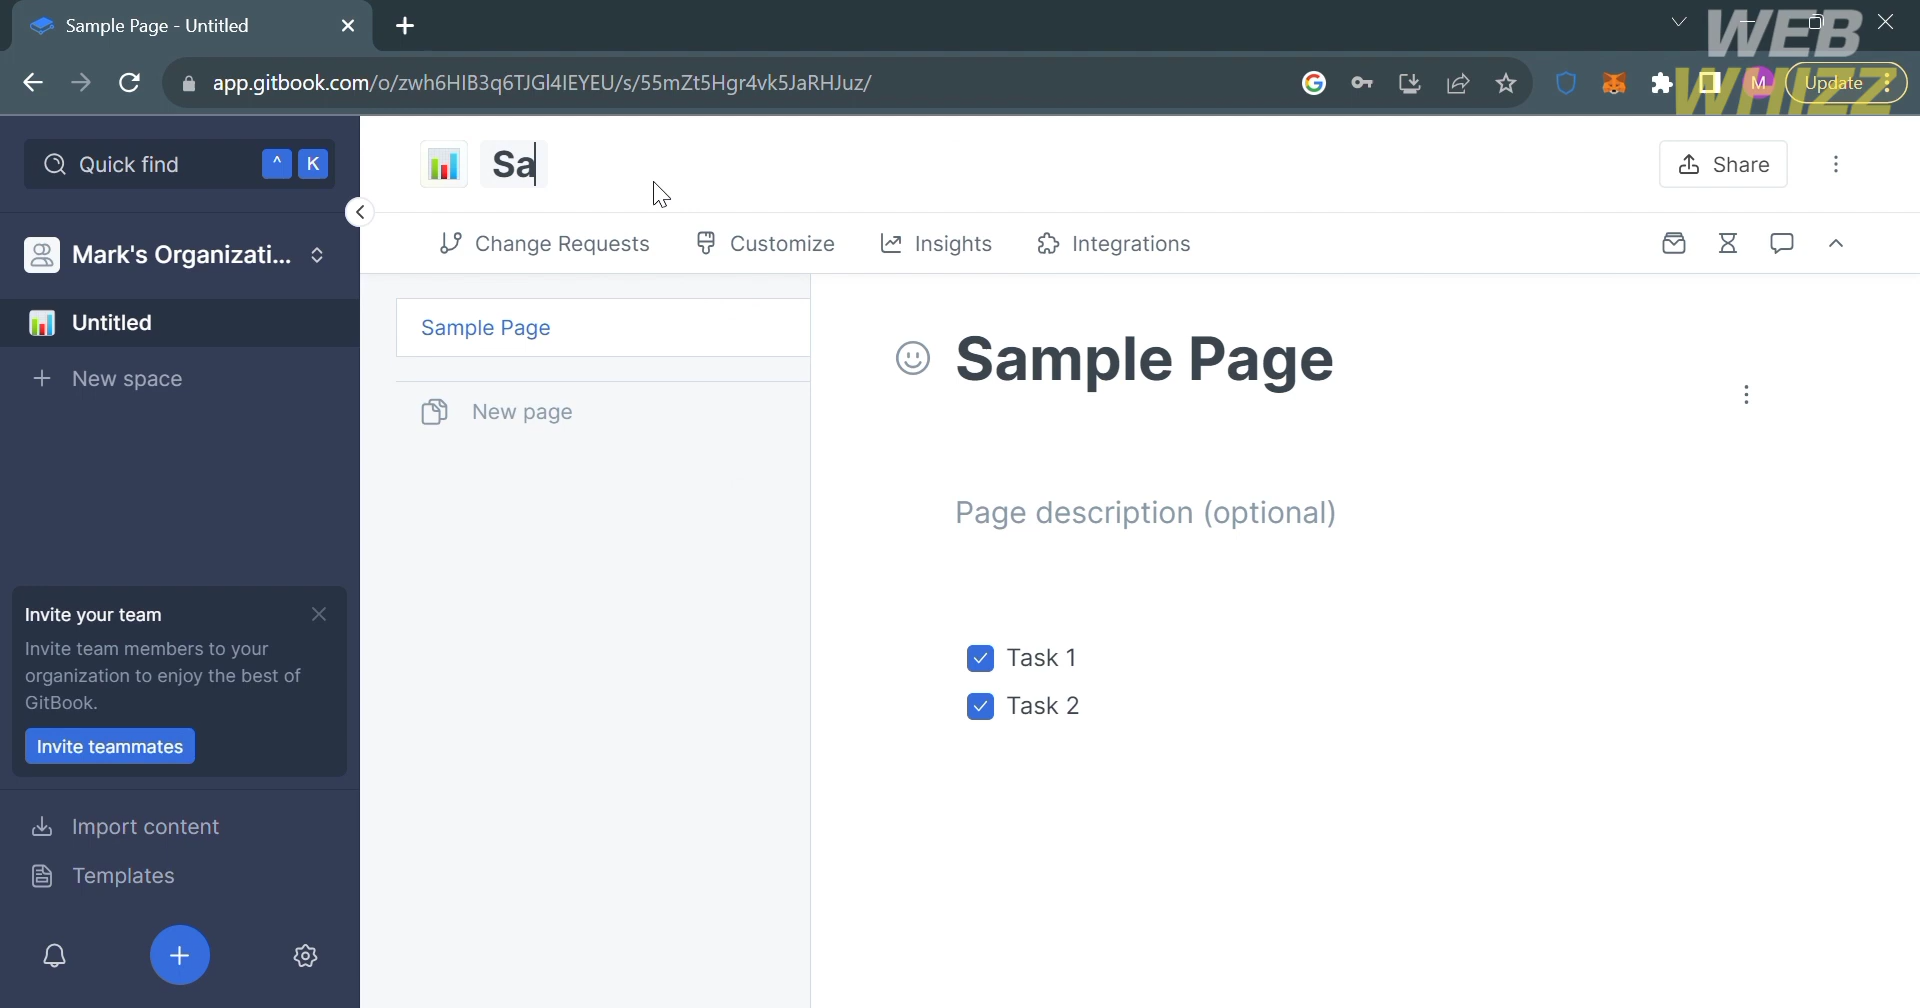 Sample Page - Untitled
WEB
WHIZZ
app.gitbook.com/o/zwh6HIB3q6TJGl4IEYEU/s/55mZt5Hgr4vk5JaRHJuz/
M
Update
Quick find
^ K
Sa
Share
Mark's Organizati...
Change Requests
Customize
Insights
Integrations
Untitled
New space
Sample Page
New page
Sample Page
Page description (optional)
Task 1
Task 2
Invite your team
Invite team members to your
organization to enjoy the best of
GitBook.
Invite teammates
Import content
Templates